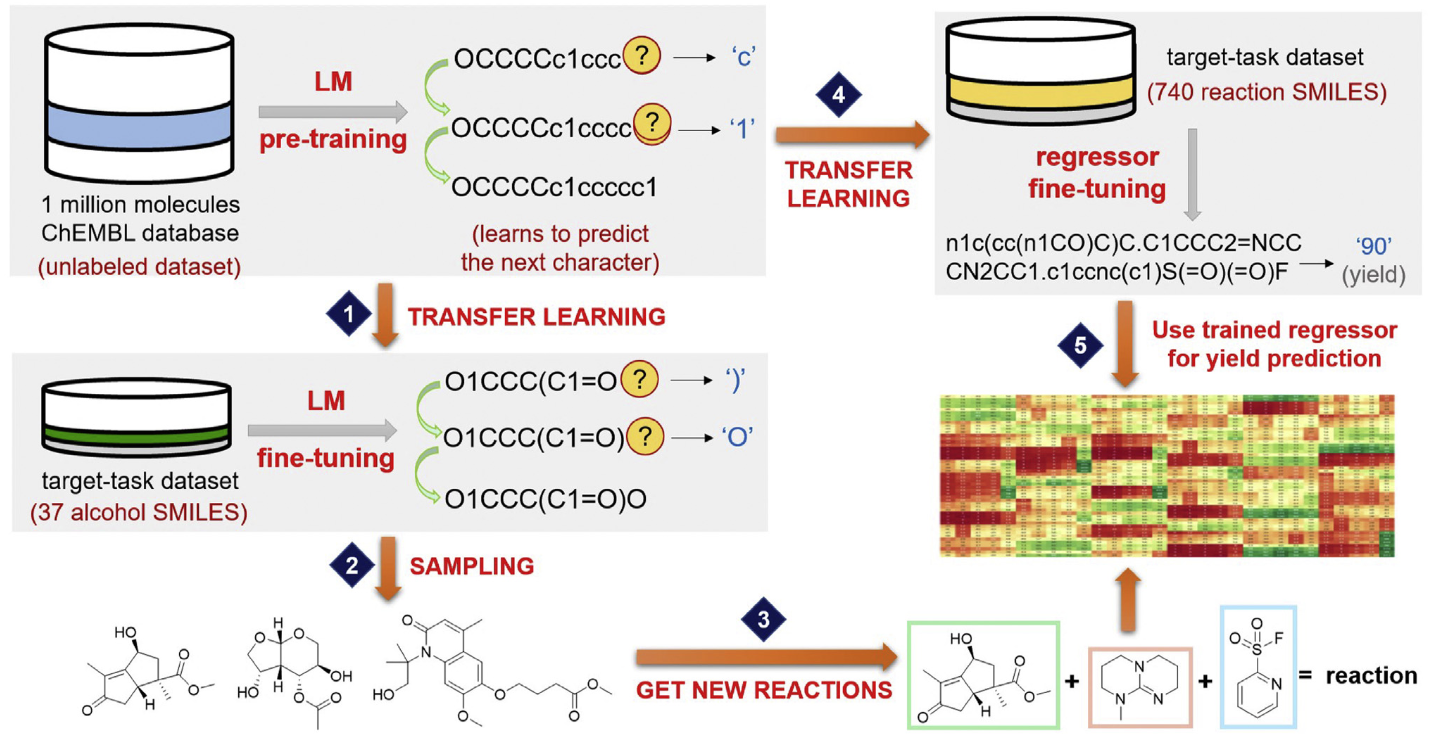 LM
pre-training
1 million molecules
ChEMBL database
(unlabeled dataset)
OCCCCc1ccc ? 'c'
OCCCCc1cccc ? '1'
OCCCCc1ccccc1
(learns to predict
the next character)
4
TRANSFER
LEARNING
target-task dataset
(740 reaction SMILES)
regressor
fine-tuning
n1c(cc(n1CO)C)C.C1CCC2=NCC
CN2CC1.c1ccnc(c1)S(=O)(=O)F
'90'
(yield)
1
TRANSFER LEARNING
5
Use trained regressor
for yield prediction
LM
fine-tuning
target-task dataset
(37 alcohol SMILES)
O1CCC(C1=O ? ')'
O1CCC(C1=O) ? 'O'
O1CCC(C1=O)O
2
SAMPLING
HO
O
H
O
O
H
O
O
H
HO
OH
O
O
O
N
HO
O
O
O
O
3
GET NEW REACTIONS
HO
O
H
O
O
+
N
N
N
+
O
O
S
F
N
= reaction